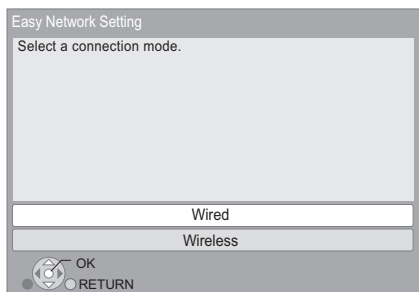 Easy Network Setting
Select a connection mode.
Wired
Wireless
OK
RETURN